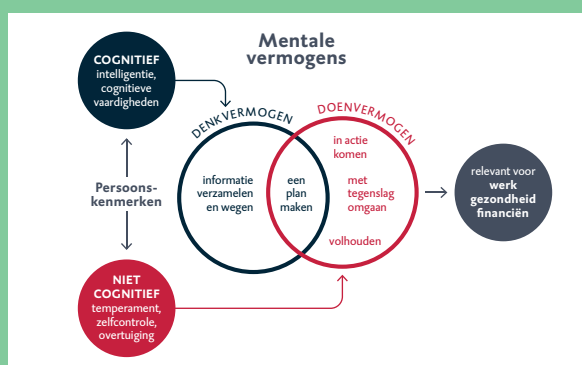 Mentale
vermogens
COGNITIEF
intelligentie,
cognitieve
vaardigheden
Persoons-
kenmerken
NIET
COGNITIEF
temperament,
zelfcontrole,
overtuiging
DENKVERMOGEN
informatie
verzamelen
en wegen
een
plan
maken
DOENVERMOGEN
in actie
komen
met
tegenslag
omgaan
volhouden
relevant voor
werk
gezondheid
financiën